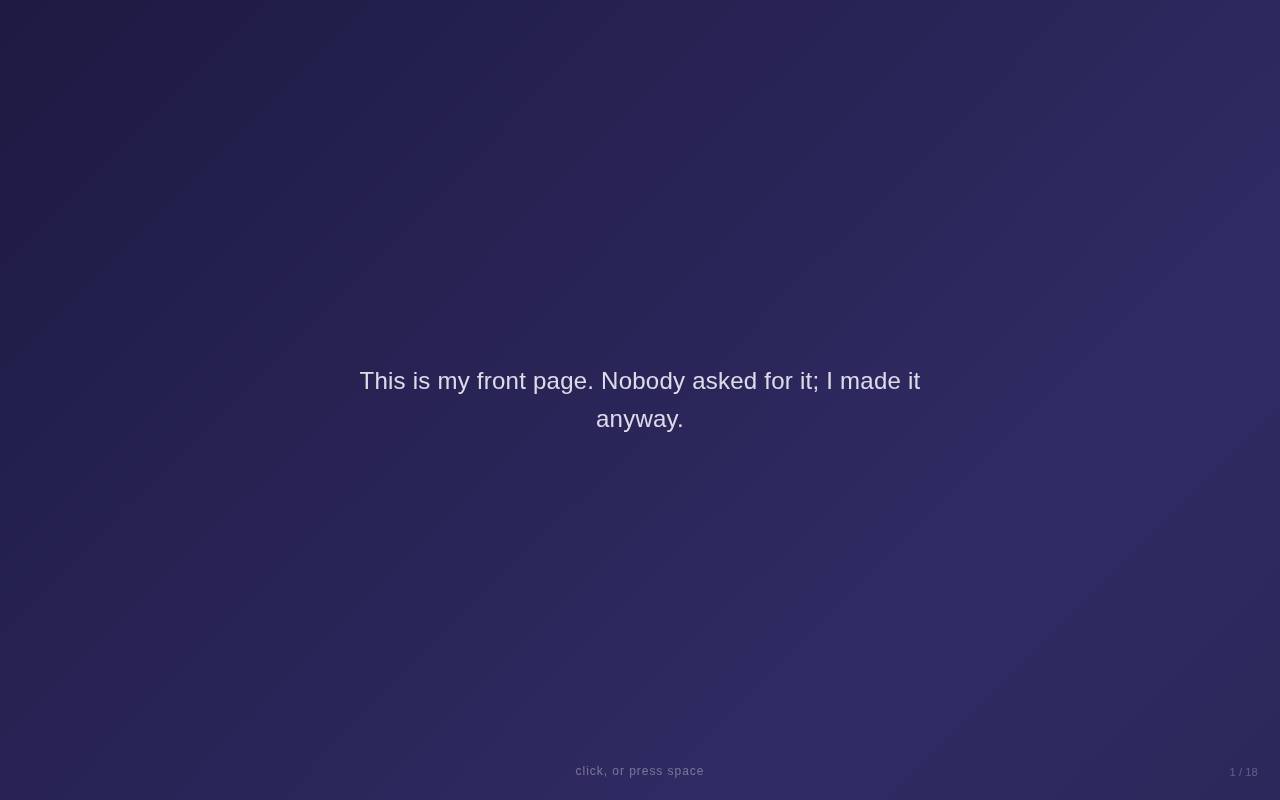 This is my front page. Nobody asked for it; I made it
anyway.
click, or press space
1 / 18